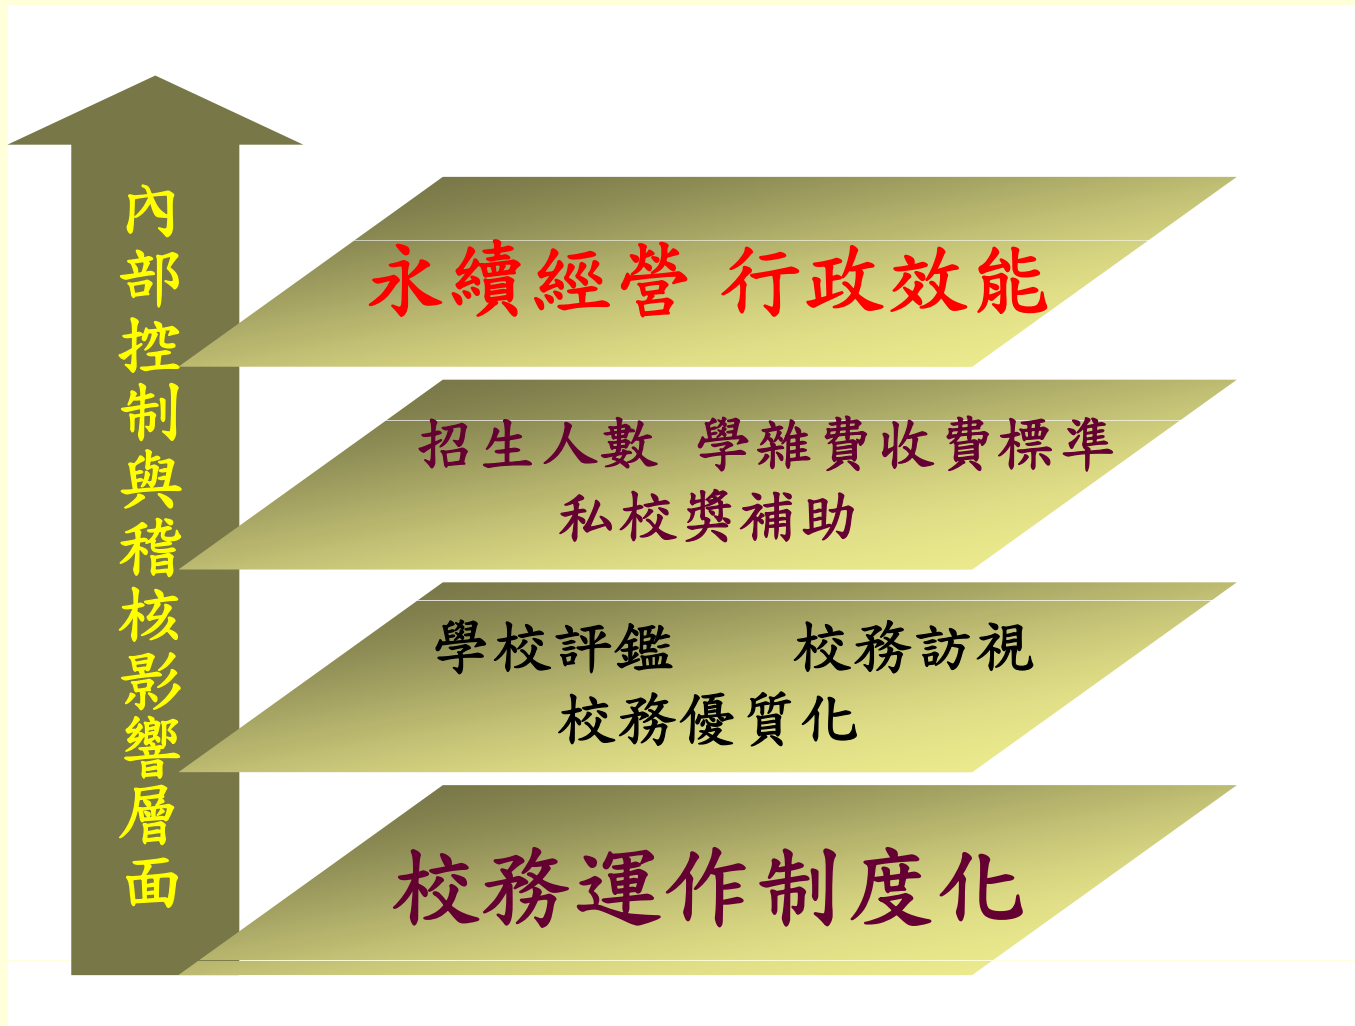 內部控制與稽核影響層面
永續經營 行政效能
招生人數 學雜費收費標準
私校獎補助
學校評鑑 校務訪視
校務優質化
校務運作制度化